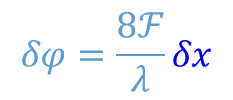 δφ = 8ℱ/λ δx